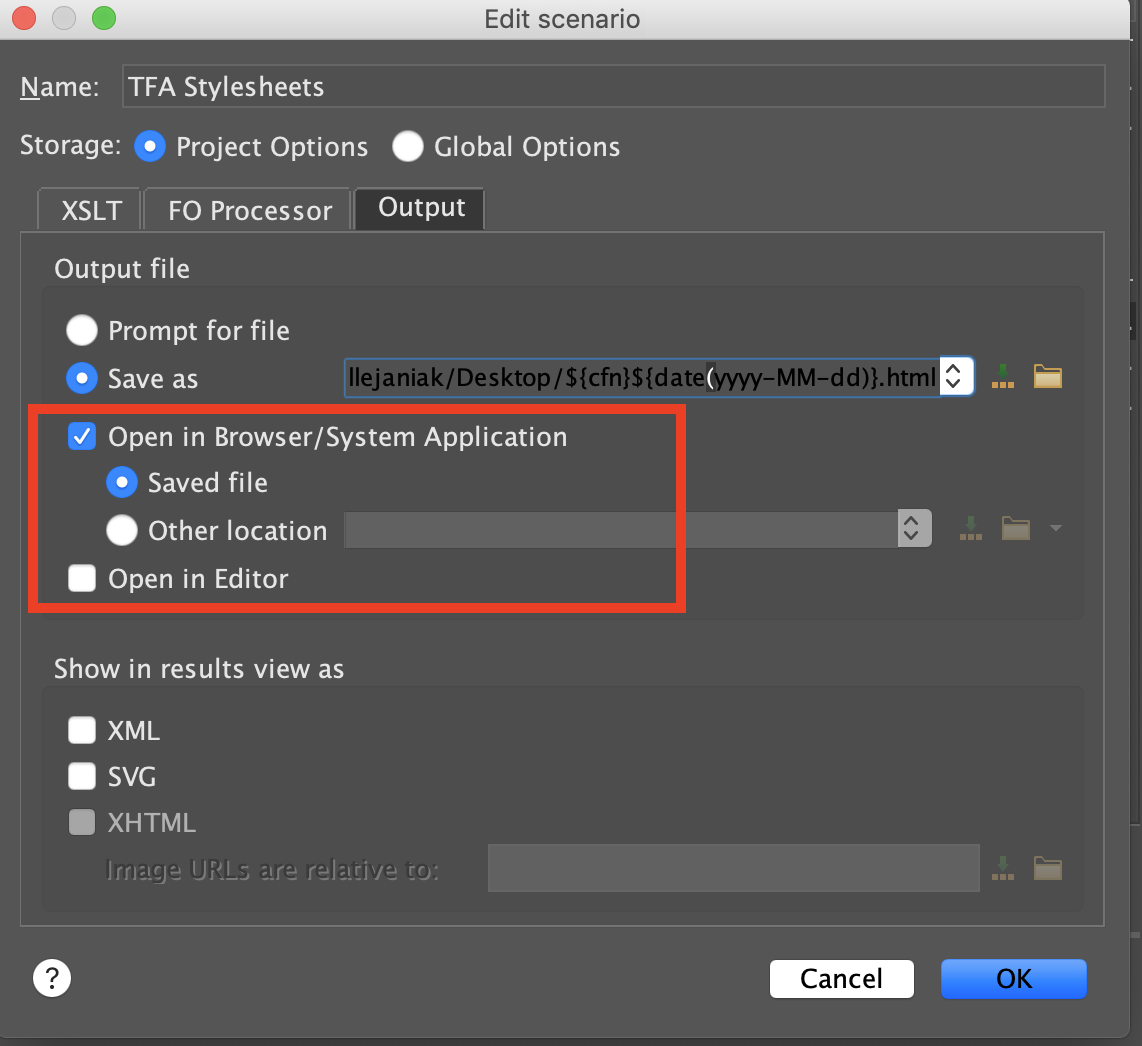 Edit scenario
Name: TFA Stylesheets
Storage: Project Options Global Options
XSLT FO Processor Output
Output file
Prompt for file
Save as llejaniak/Desktop/${cfn}${date(yyyy-MM-dd)}.html
Open in Browser/System Application
Saved file
Other location
Open in Editor
Show in results view as
XML
SVG
XHTML
Image URLs are relative to:
? Cancel OK